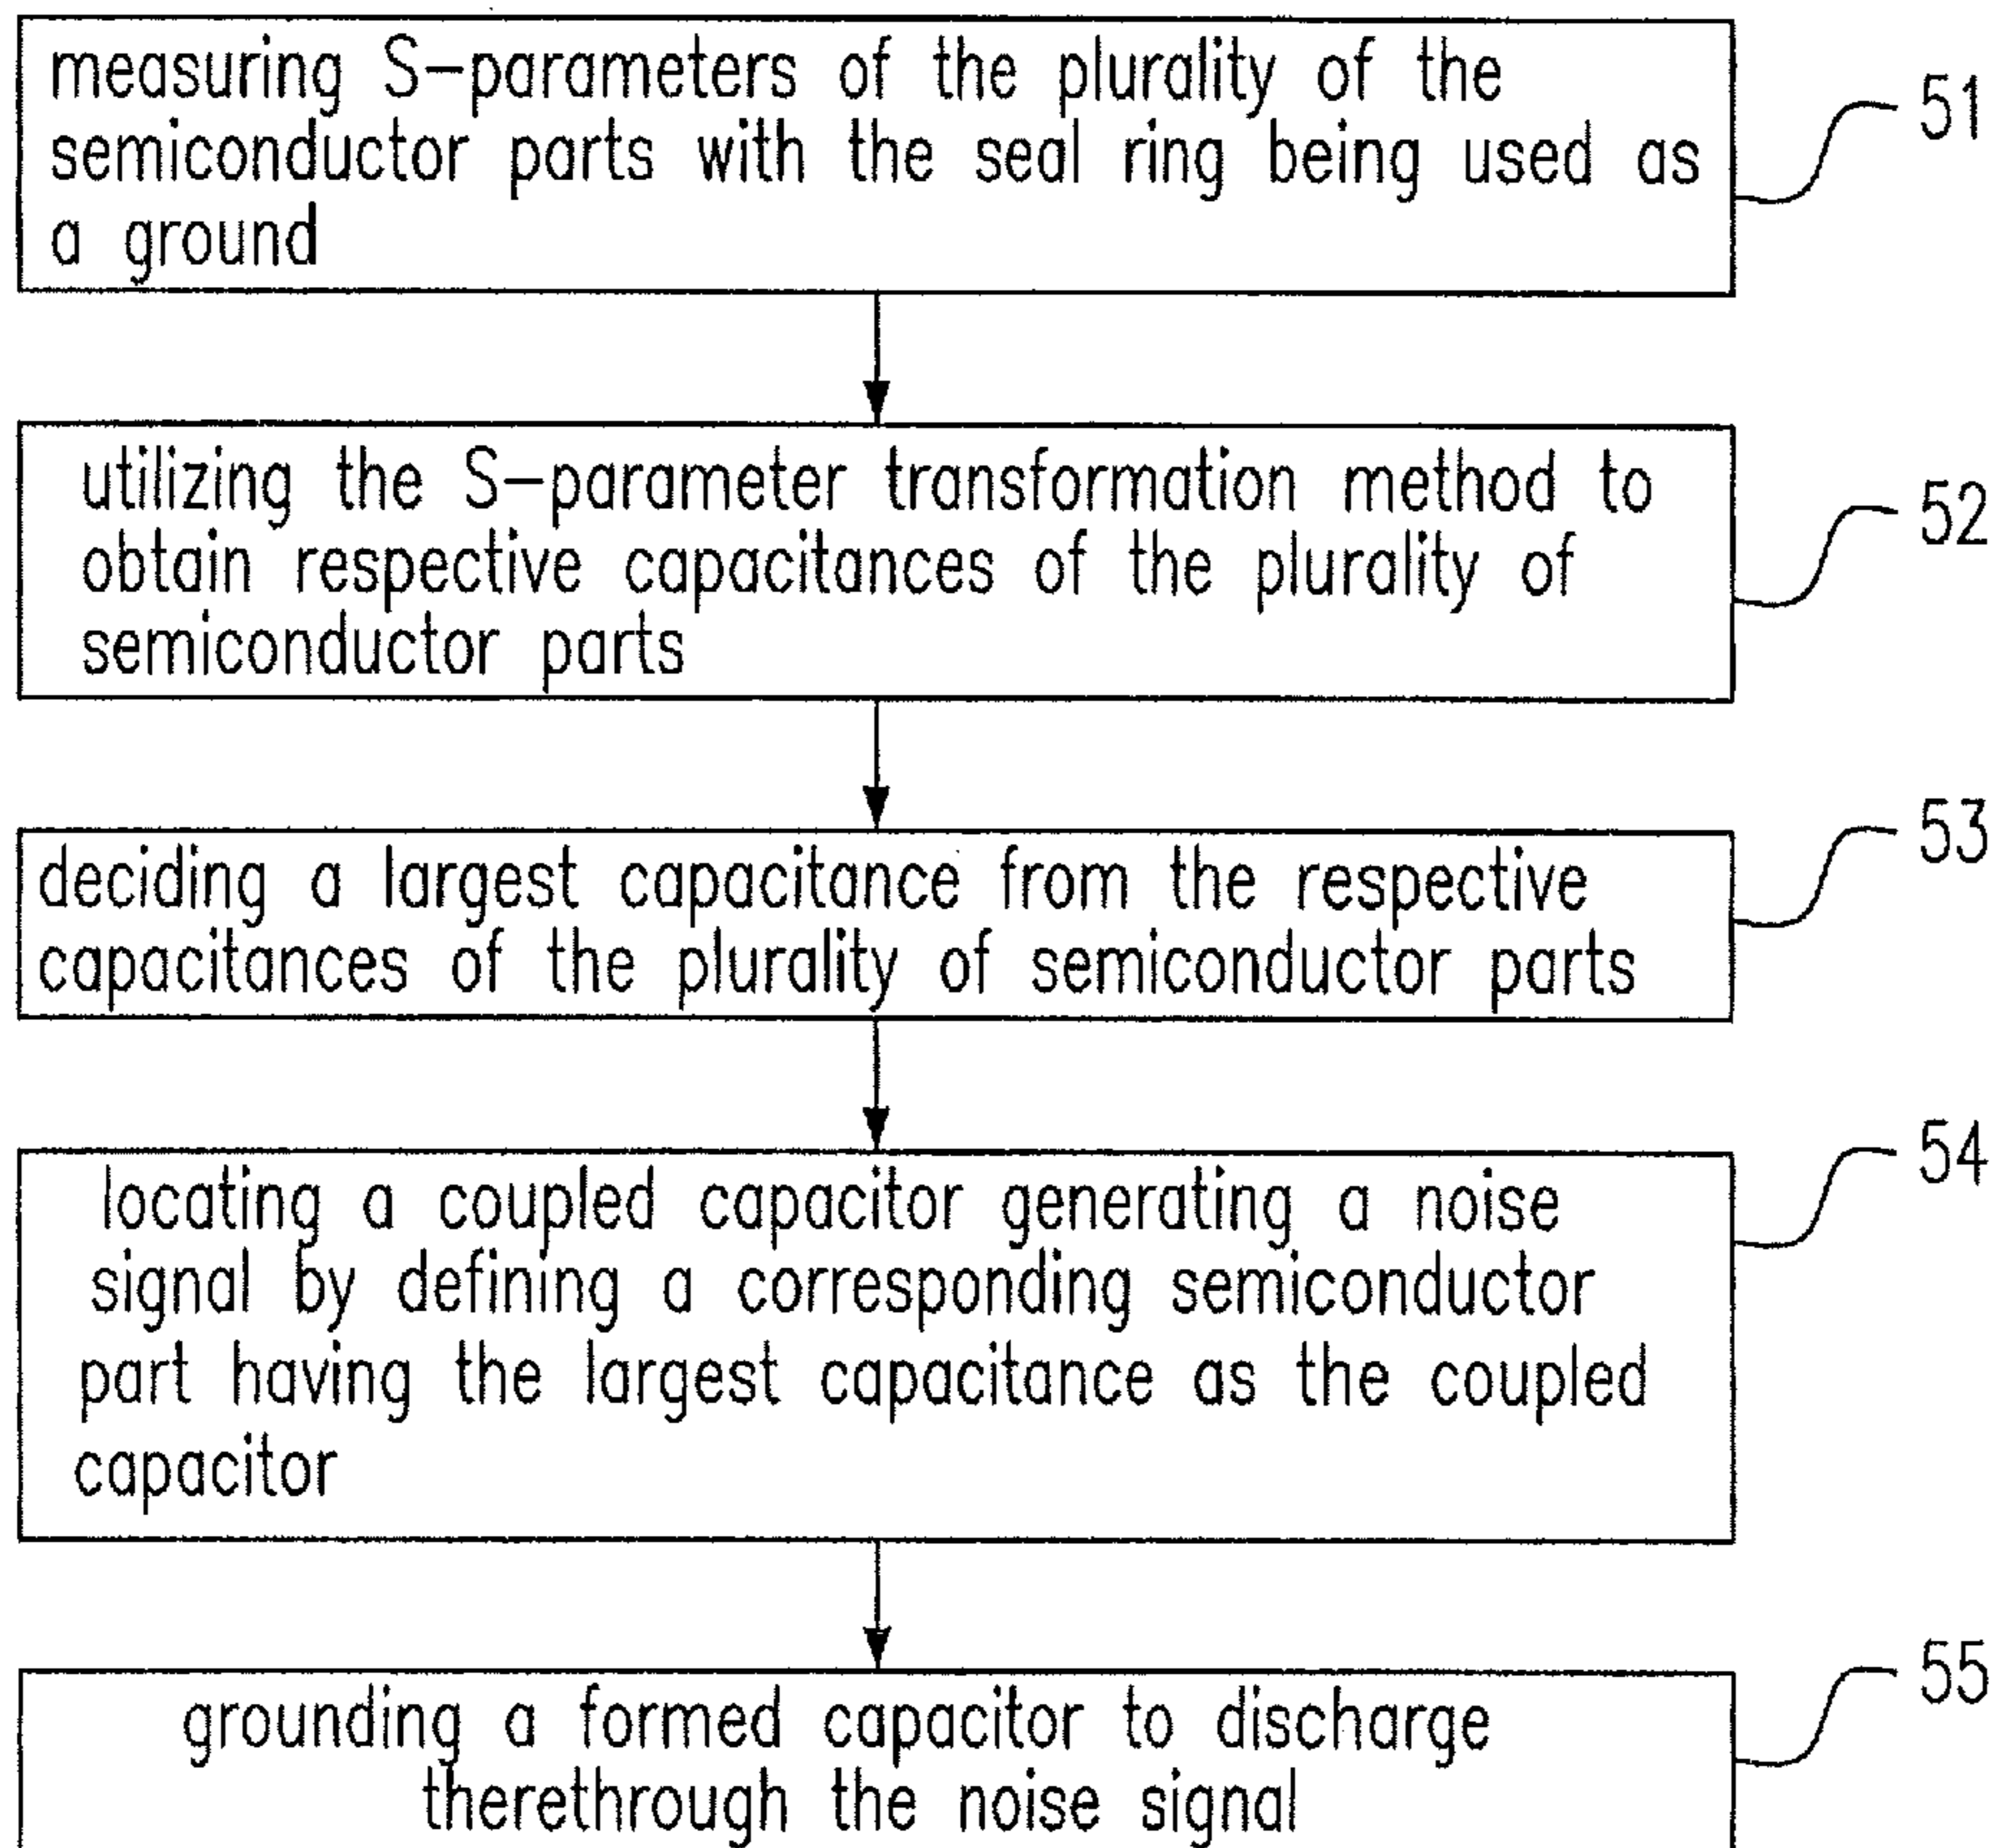 measuring S-parameters of the plurality of the
semiconductor parts with the seal ring being used as
a ground
51
utilizing the S-parameter transformation method to
obtain respective capacitances of the plurality of
semiconductor parts
52
deciding a largest capacitance from the respective
capacitances of the plurality of semiconductor parts
53
locating a coupled capacitor generating a noise
signal by defining a corresponding semiconductor
part having the largest capacitance as the coupled
capacitor
54
grounding a formed capacitor to discharge
therethrough the noise signal
55